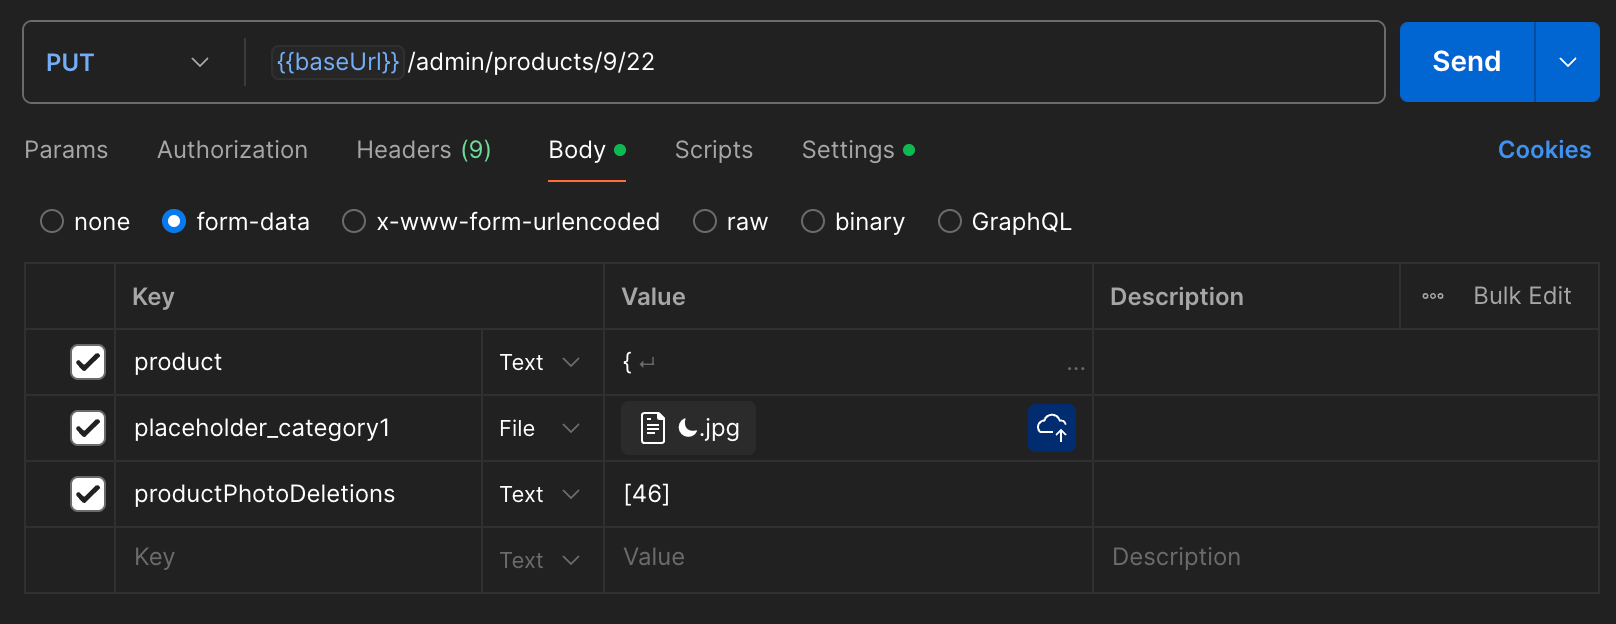 PUT {{baseUrl}}/admin/products/9/22 Send
Params Authorization Headers (9) Body Scripts Settings Cookies
none form-data x-www-form-urlencoded raw binary GraphQL
Key Value Description ooo Bulk Edit
product Text { ↵ ...
placeholder_category1 File ⏾.jpg
productPhotoDeletions Text [46]
Key Text Value Description